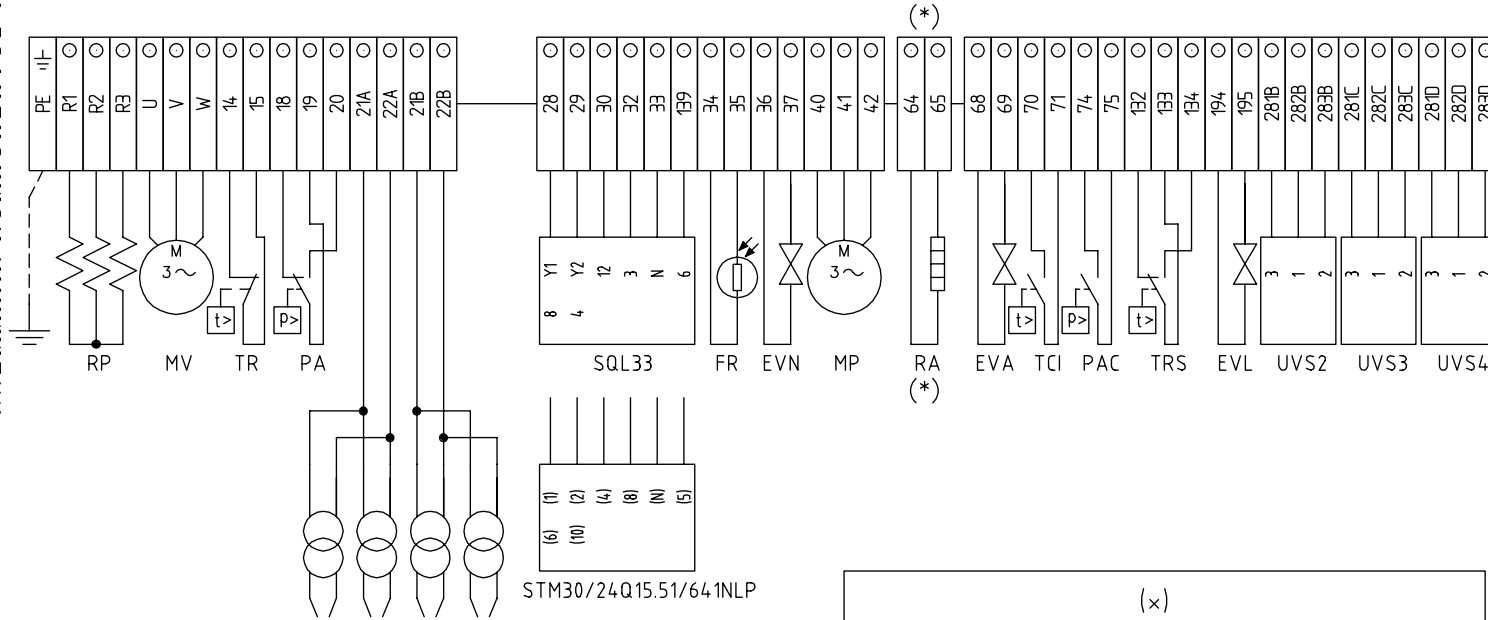 (*)
PE R1 R2 R3 U V W 14 15 18 19 20 21A 22A 21B 22B 28 29 30 32 33 139 34 35 36 37 40 41 42 64 65 68 69 70 71 74 75 132 133 134 194 195 281B 282B 283B 281C 282C 283C 281D 282D 283D
M M
3~ 3~
Y1 Y2 12 3 N 6 3 1 2 3 1 2 3 1 2
8 4
t> p> t> p> t>
RP MV TR PA SQL33 FR EVN MP RA EVA TCI PAC TRS EVL UVS2 UVS3 UVS4
(*)
(1) (2) (4) (8) (N) (5)
(6) (10)
STM30/24Q15.51/641NLP
(x)